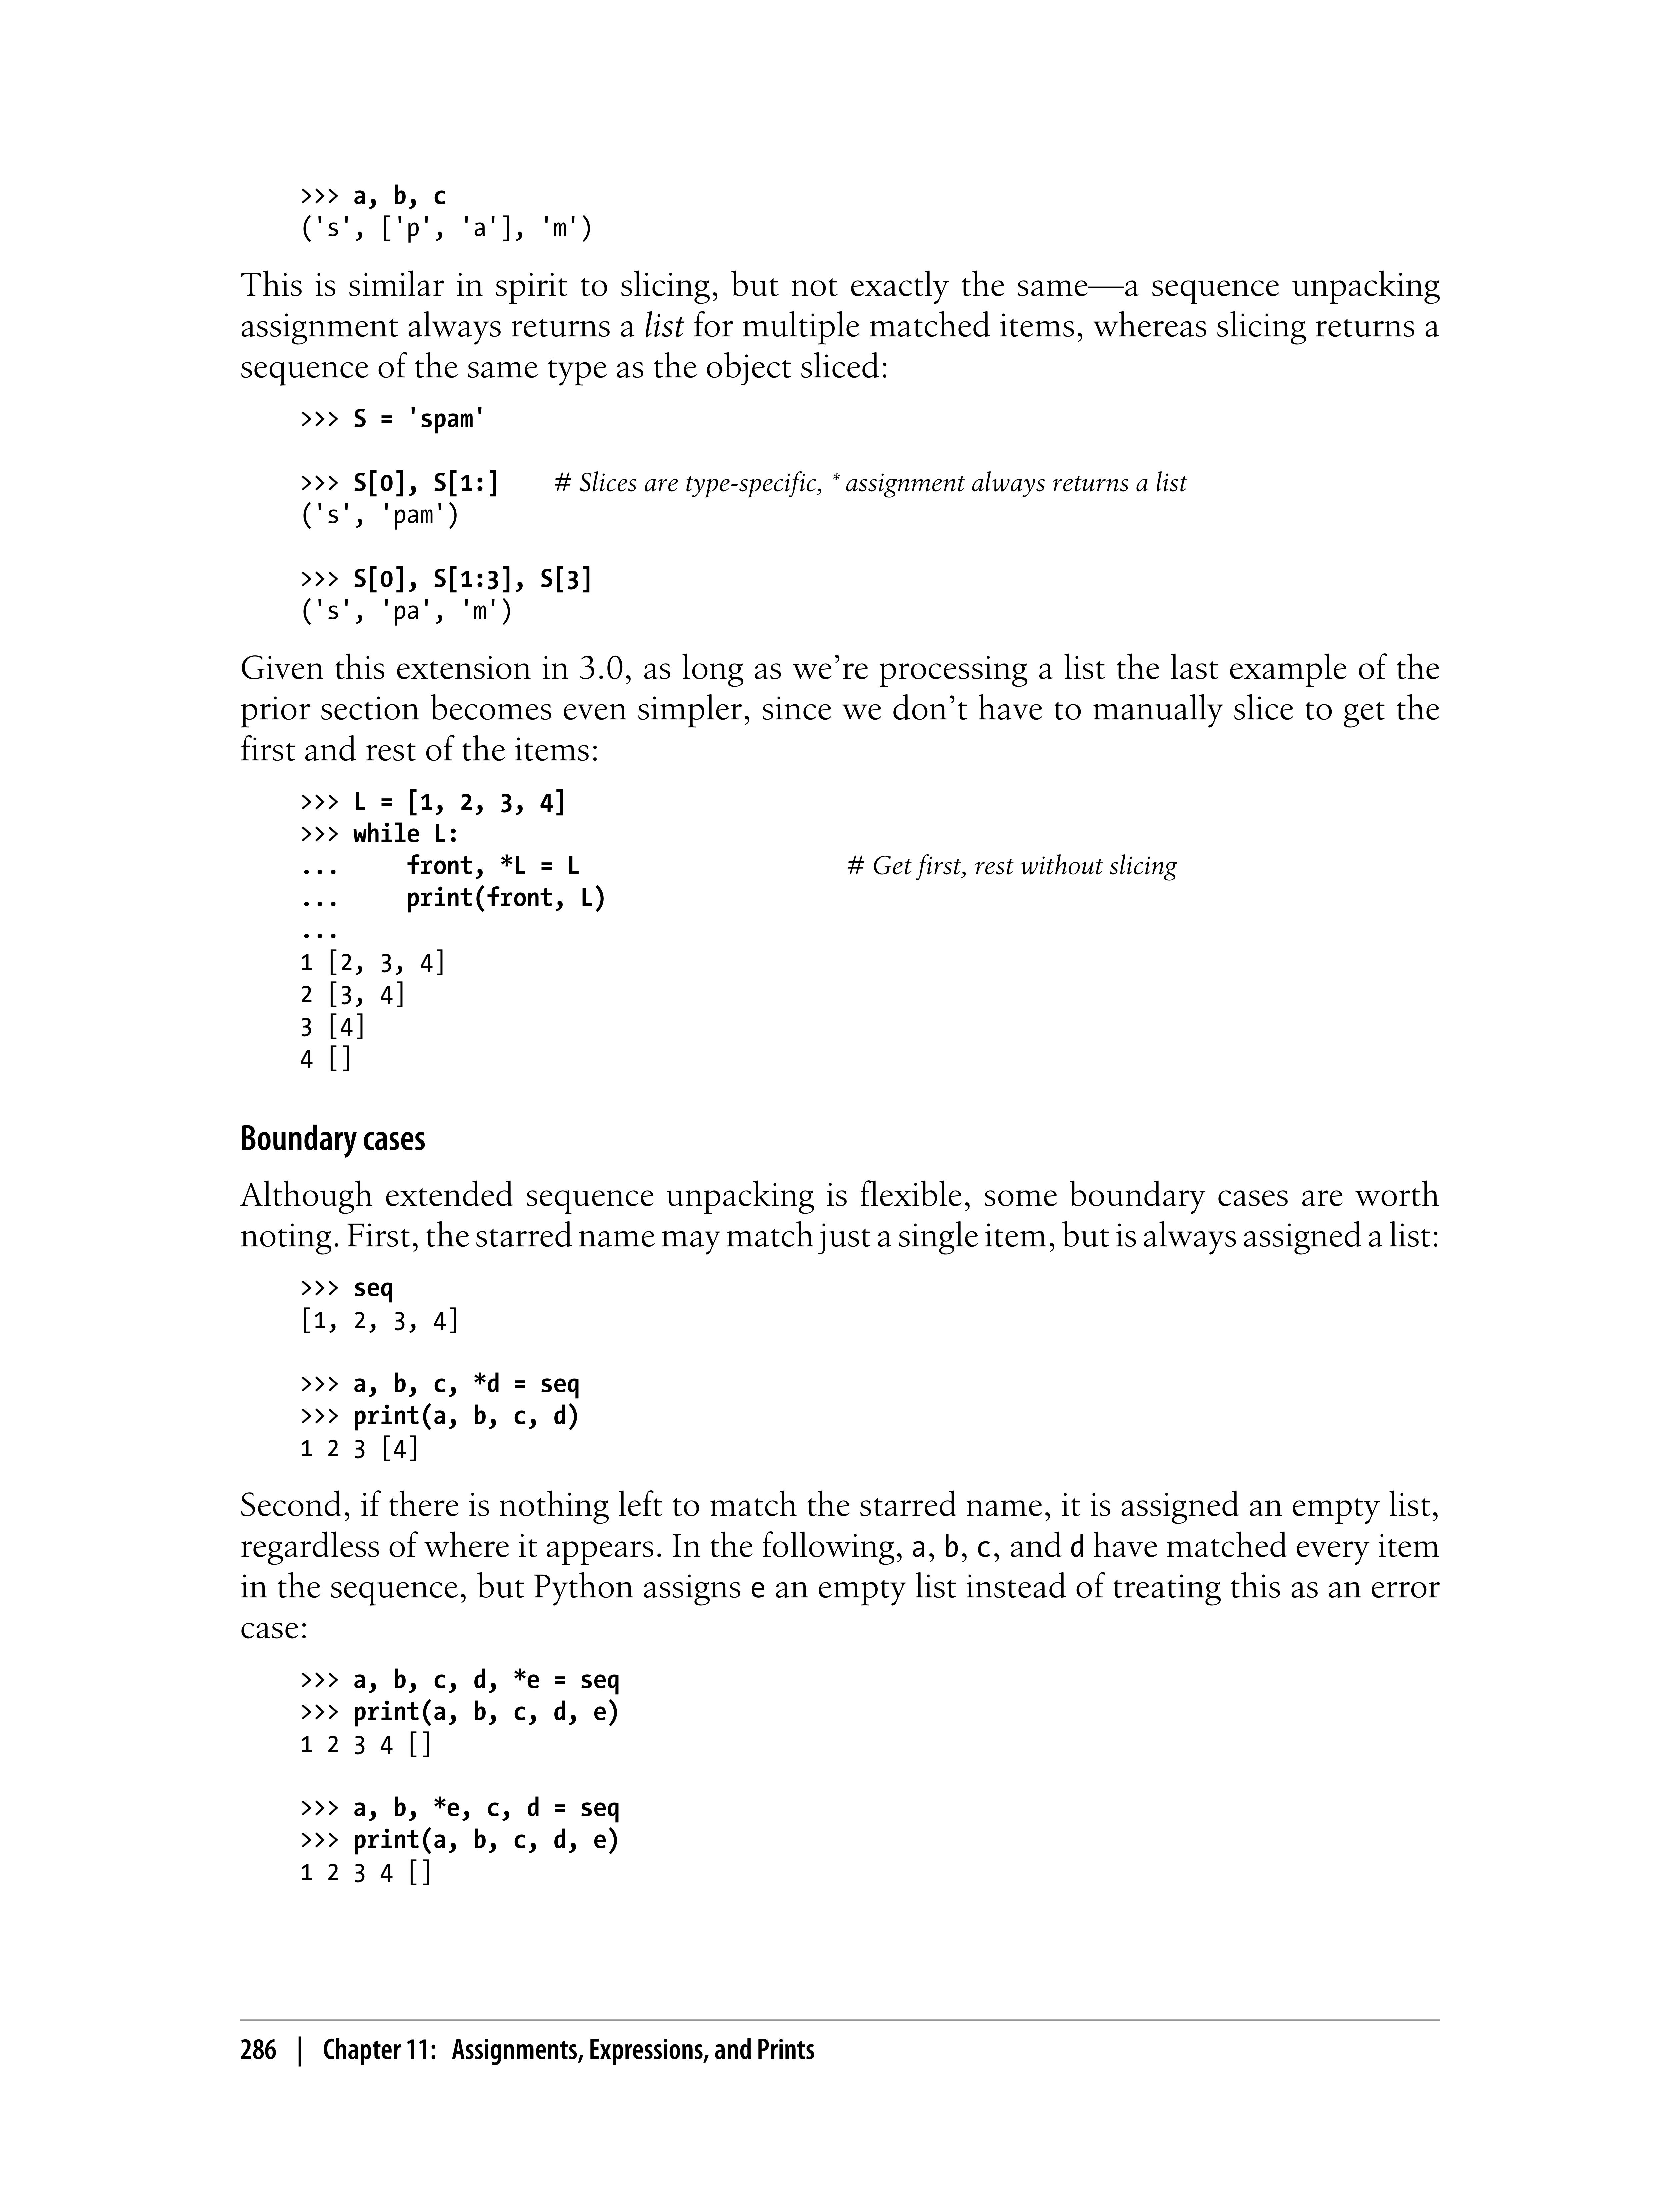 >>> a, b, c
('s', ['p', 'a'], 'm')
This is similar in spirit to slicing, but not exactly the same—a sequence unpacking
assignment always returns a list for multiple matched items, whereas slicing returns a
sequence of the same type as the object sliced:
>>> S = 'spam'
>>> S[0], S[1:]    # Slices are type-specific, * assignment always returns a list
('s', 'pam')
>>> S[0], S[1:3], S[3]
('s', 'pa', 'm')
Given this extension in 3.0, as long as we’re processing a list the last example of the
prior section becomes even simpler, since we don’t have to manually slice to get the
first and rest of the items:
>>> L = [1, 2, 3, 4]
>>> while L:
...     front, *L = L                    # Get first, rest without slicing
...     print(front, L)
...
1 [2, 3, 4]
2 [3, 4]
3 [4]
4 []
Boundary cases
Although extended sequence unpacking is flexible, some boundary cases are worth
noting. First, the starred name may match just a single item, but is always assigned a list:
>>> seq
[1, 2, 3, 4]
>>> a, b, c, *d = seq
>>> print(a, b, c, d)
1 2 3 [4]
Second, if there is nothing left to match the starred name, it is assigned an empty list,
regardless of where it appears. In the following, a, b, c, and d have matched every item
in the sequence, but Python assigns e an empty list instead of treating this as an error
case:
>>> a, b, c, d, *e = seq
>>> print(a, b, c, d, e)
1 2 3 4 []
>>> a, b, *e, c, d = seq
>>> print(a, b, c, d, e)
1 2 3 4 []
286 | Chapter 11: Assignments, Expressions, and Prints